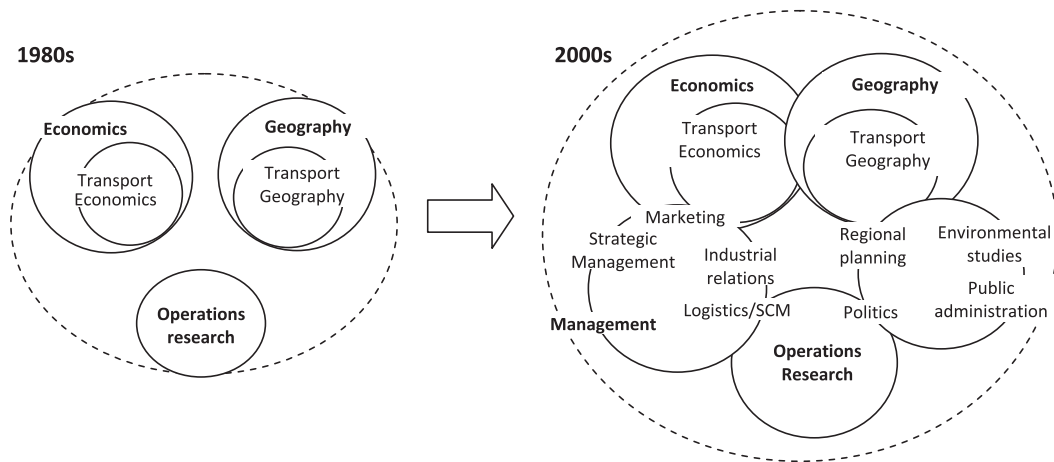 1980s
Economics
Transport
Economics
Geography
Transport
Geography
Operations
research
2000s
Economics
Transport
Economics
Geography
Transport
Geography
Marketing
Strategic
Management
Industrial
relations
Regional
planning
Environmental
studies
Public
administration
Logistics/SCM
Politics
Management
Operations
Research